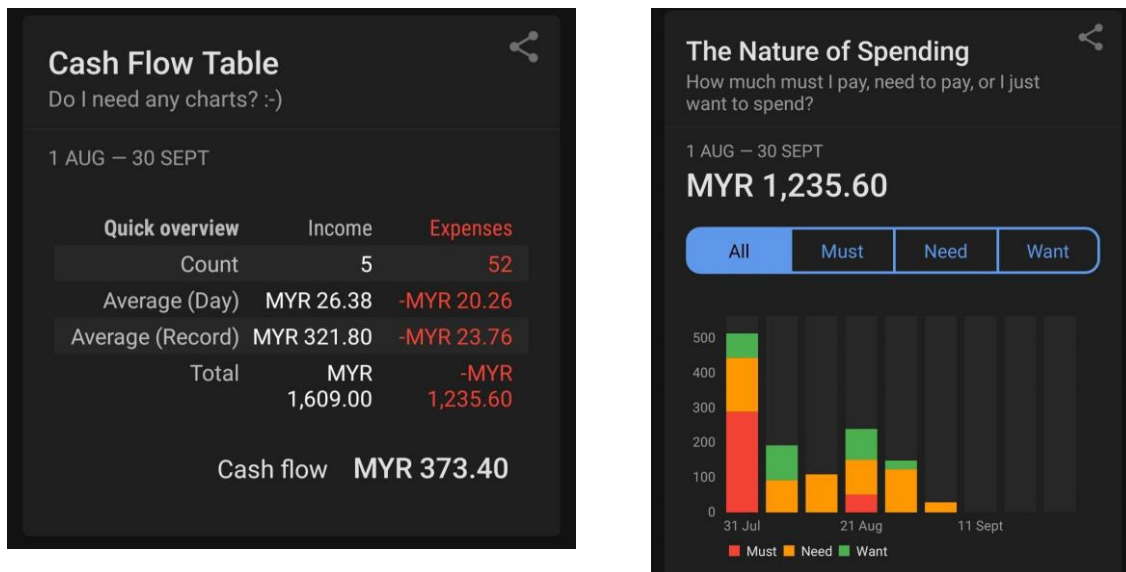 Cash Flow Table
Do I need any charts? :-)
1 AUG — 30 SEPT
Quick overview Income Expenses
Count 5 52
Average (Day) MYR 26.38 -MYR 20.26
Average (Record) MYR 321.80 -MYR 23.76
Total MYR -MYR
1,609.00 1,235.60
Cash flow MYR 373.40
The Nature of Spending
How much must I pay, need to pay, or I just
want to spend?
1 AUG — 30 SEPT
MYR 1,235.60
All Must Need Want
500
400
300
200
100
0
31 Jul 21 Aug 11 Sept
Must Need Want